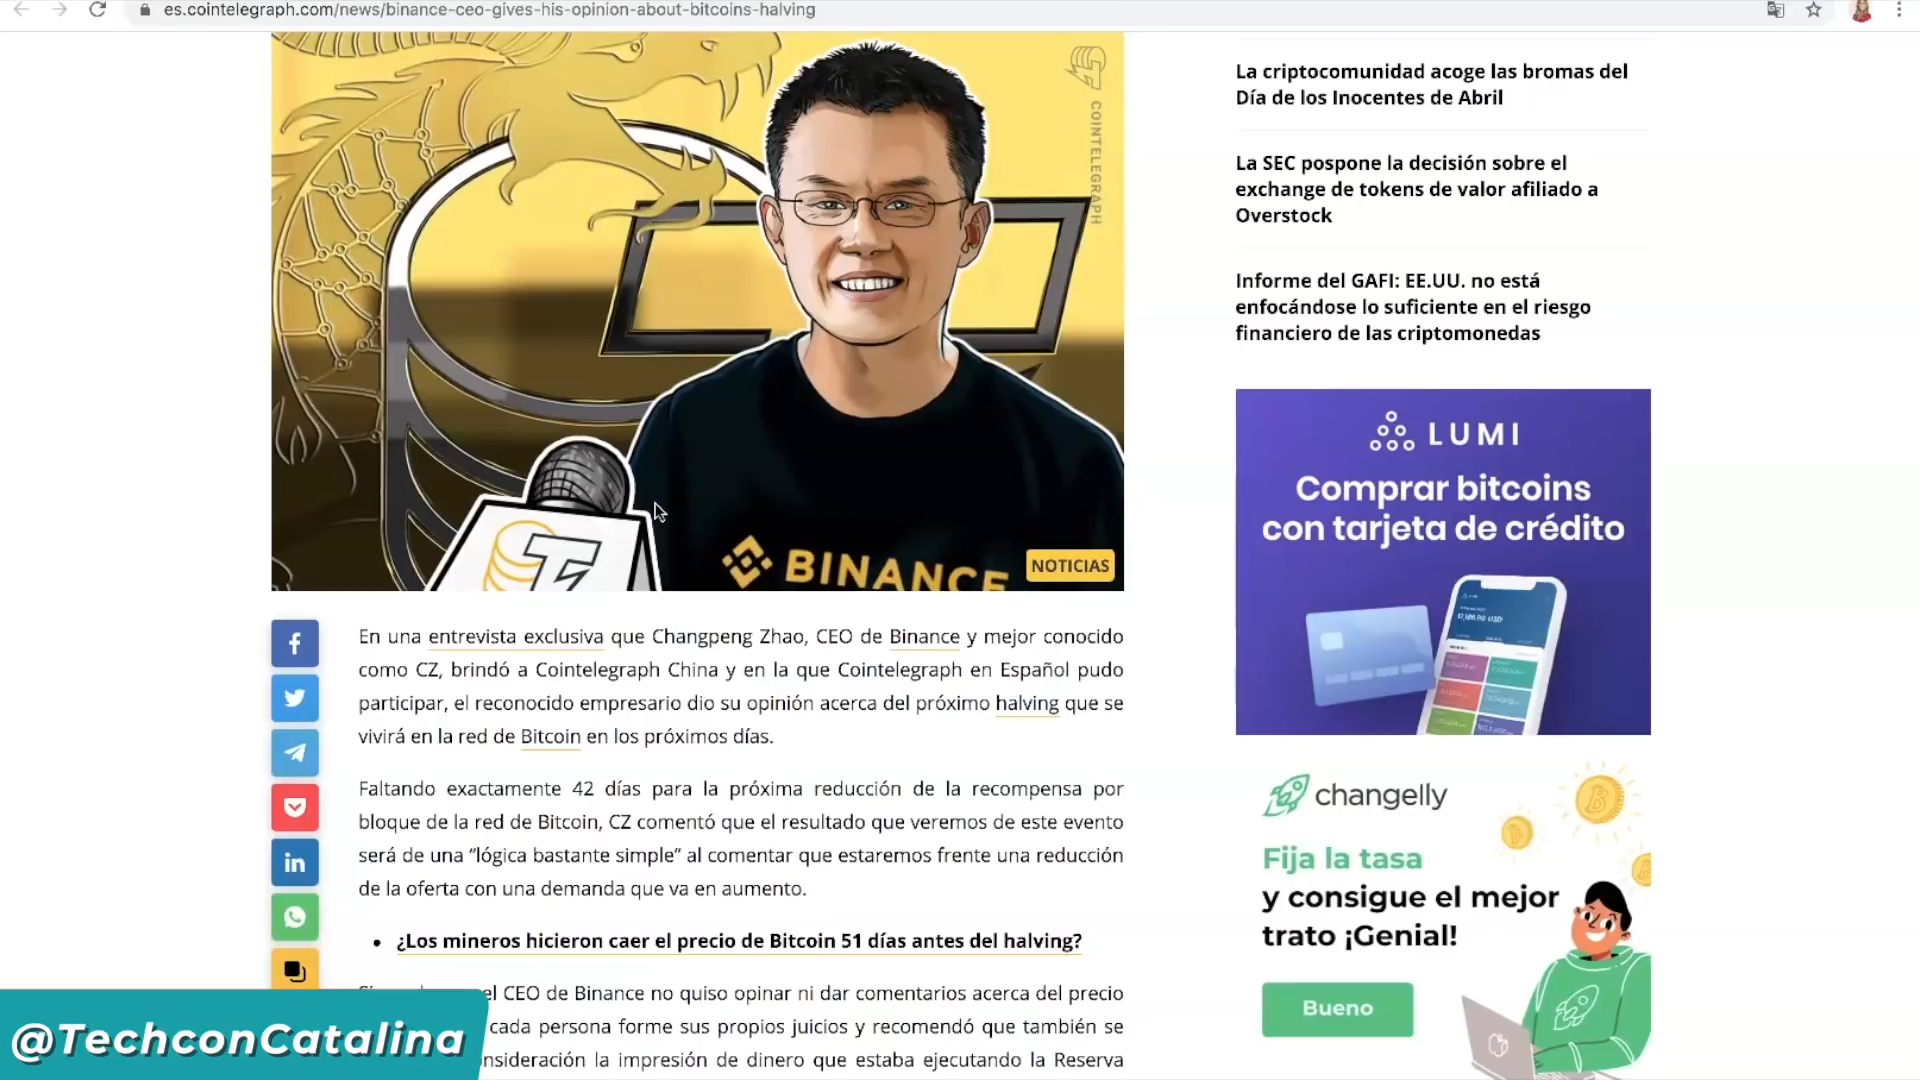 es.cointelegraph.com/news/binance-ceo-gives-his-opinion-about-bitcoins-halving
COINTELEGRAPH
BINANCE
NOTICIAS
En una entrevista exclusiva que Changpeng Zhao, CEO de Binance y mejor conocido
como CZ, brindó a Cointelegraph China y en la que Cointelegraph en Español pudo
participar, el reconocido empresario dio su opinión acerca del próximo halving que se
vivirá en la red de Bitcoin en los próximos días.
Faltando exactamente 42 días para la próxima reducción de la recompensa por
bloque de la red de Bitcoin, CZ comentó que el resultado que veremos de este evento
será de una “lógica bastante simple” al comentar que estaremos frente una reducción
de la oferta con una demanda que va en aumento.
• ¿Los mineros hicieron caer el precio de Bitcoin 51 días antes del halving?
el CEO de Binance no quiso opinar ni dar comentarios acerca del precio
cada persona forme sus propios juicios y recomendó que también se
la impresión de dinero que estaba ejecutando la Reserva
@TechconCatalina
La criptocomunidad acoge las bromas del
Día de los Inocentes de Abril
La SEC pospone la decisión sobre el
exchange de tokens de valor afiliado a
Overstock
Informe del GAFI: EE.UU. no está
enfocándose lo suficiente en el riesgo
financiero de las criptomonedas
LUMI
Comprar bitcoins
con tarjeta de crédito
changelly
Fija la tasa
y consigue el mejor
trato ¡Genial!
Bueno